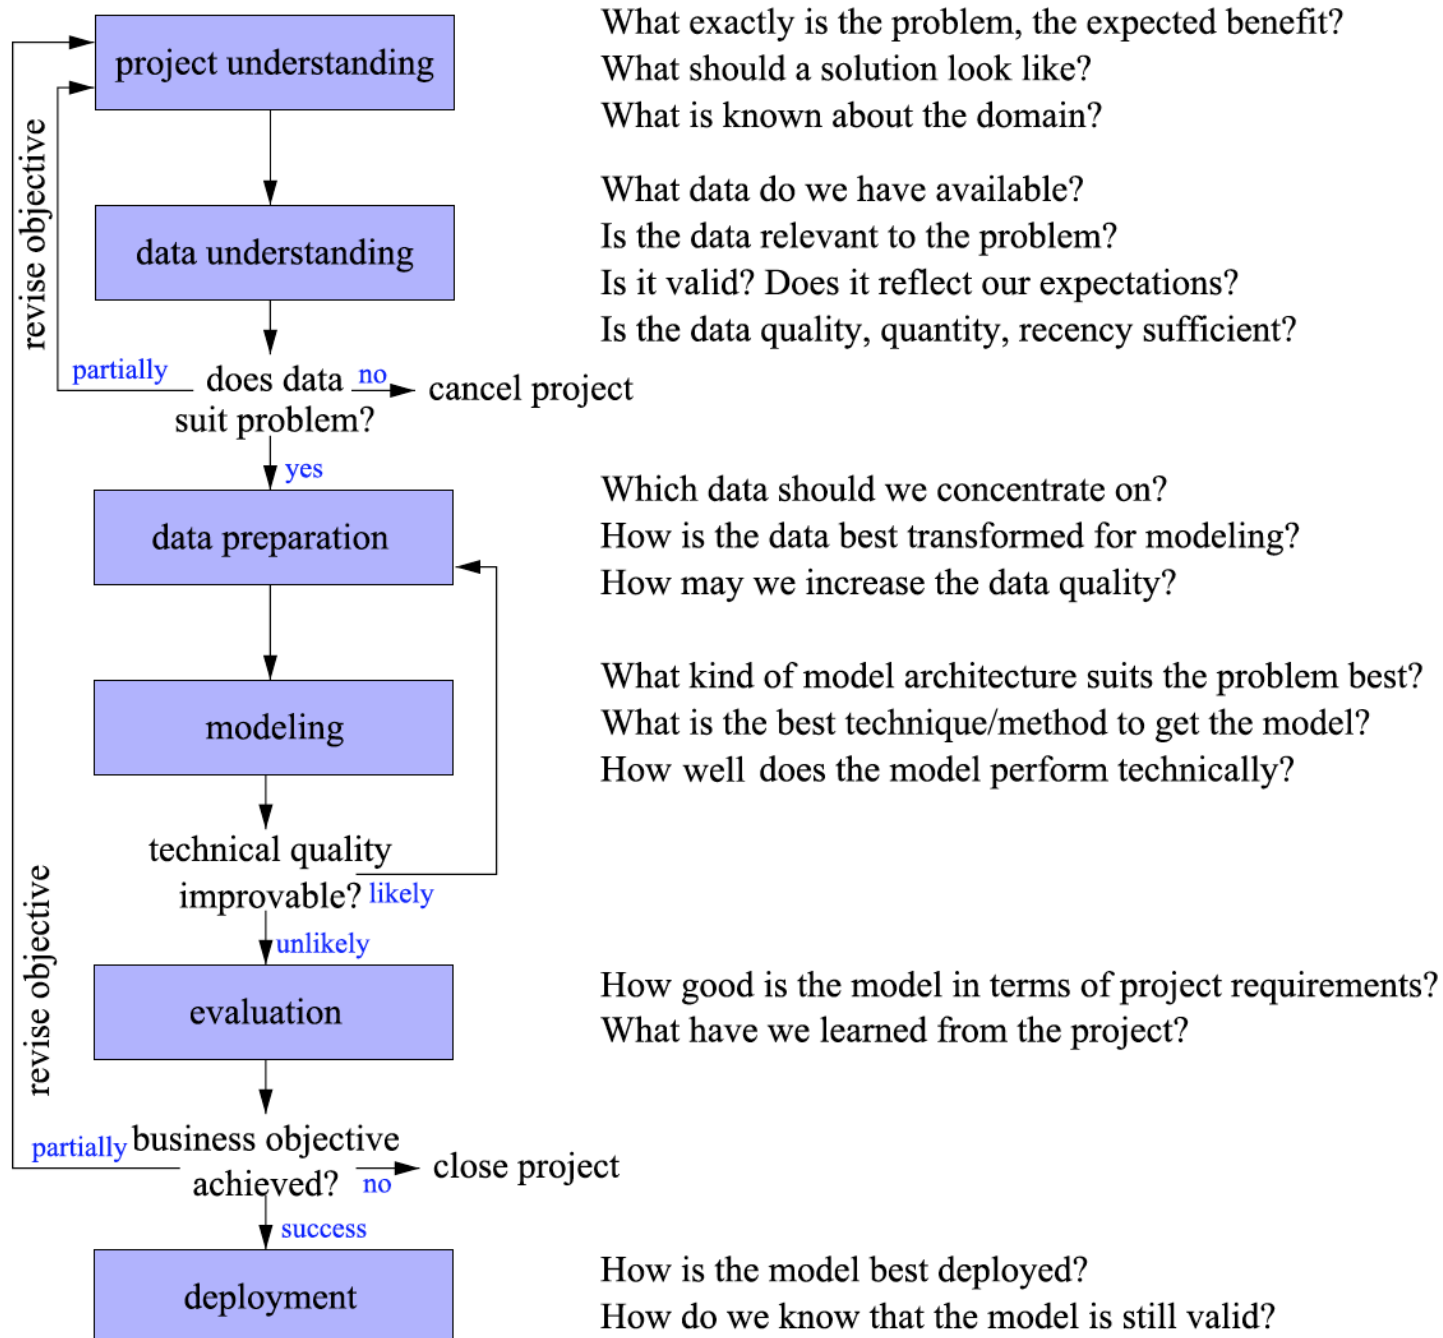 project understanding
What exactly is the problem, the expected benefit?
What should a solution look like?
What is known about the domain?
revise objective
data understanding
What data do we have available?
Is the data relevant to the problem?
Is it valid? Does it reflect our expectations?
Is the data quality, quantity, recency sufficient?
partially
does data
suit problem?
no
cancel project
yes
data preparation
Which data should we concentrate on?
How is the data best transformed for modeling?
How may we increase the data quality?
modeling
What kind of model architecture suits the problem best?
What is the best technique/method to get the model?
How well does the model perform technically?
technical quality
improvable?
likely
unlikely
revise objective
evaluation
How good is the model in terms of project requirements?
What have we learned from the project?
partially
business objective
achieved?
no
close project
success
deployment
How is the model best deployed?
How do we know that the model is still valid?